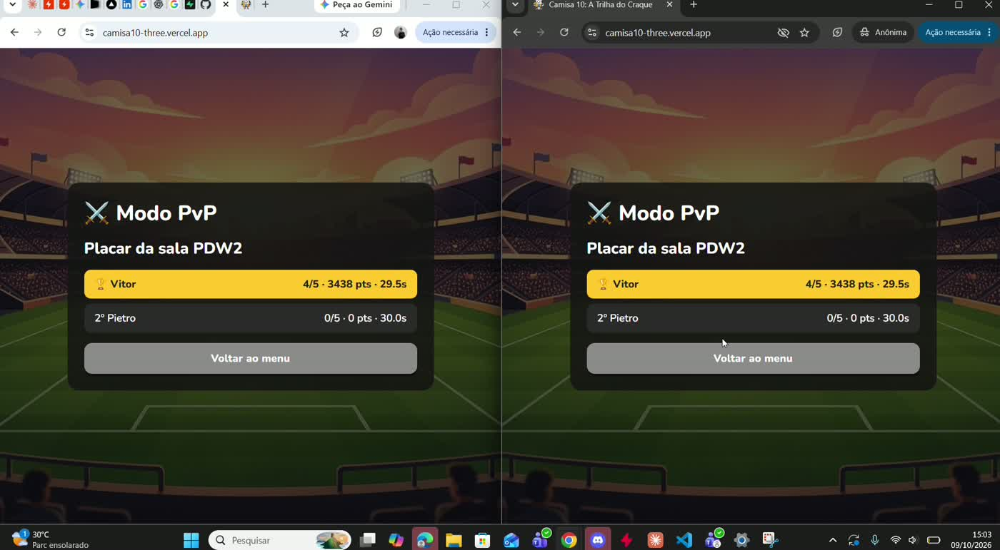 Peça ao Gemini
camisa10-three.vercel.app
Ação necessária
Camisa 10: A Trilha do Craque
camisa10-three.vercel.app
Anônima
Ação necessária
⚔️ Modo PvP
Placar da sala PDW2
🏆 Vitor 4/5 · 3438 pts · 29.5s
2º Pietro 0/5 · 0 pts · 30.0s
Voltar ao menu
⚔️ Modo PvP
Placar da sala PDW2
🏆 Vitor 4/5 · 3438 pts · 29.5s
2º Pietro 0/5 · 0 pts · 30.0s
Voltar ao menu
1
30°C
Parc ensolarado
Pesquisar
15:03
09/10/2026